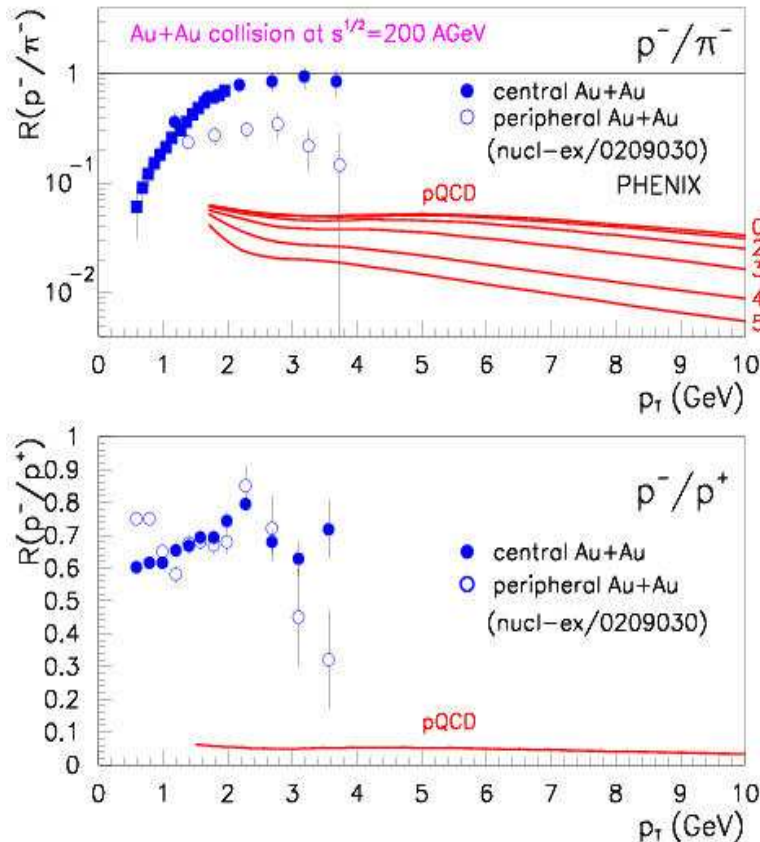 Au+Au collision at s^1/2=200 AGeV
p⁻/π⁻
R(p⁻/π⁻)
1
central Au+Au
peripheral Au+Au
(nucl-ex/0209030)
10⁻¹
pQCD
PHENIX
0
2
3
10⁻²
4
5
0 1 2 3 4 5 6 7 8 9 10
p_T (GeV)
R(p⁻/p⁺)
1
0.9
p⁻/p⁺
0.8
0.7
central Au+Au
0.6
peripheral Au+Au
0.5
(nucl-ex/0209030)
0.4
0.3
0.2
pQCD
0.1
0
0 1 2 3 4 5 6 7 8 9 10
p_T (GeV)